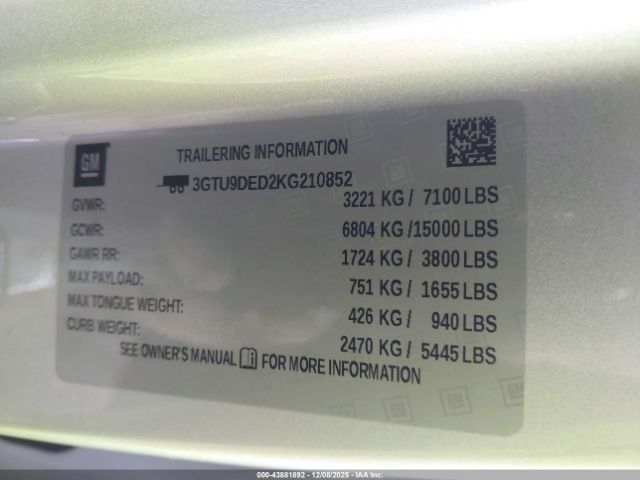 GM
TRAILERING INFORMATION
3GTU9DED2KG210852
GVWR: 3221 KG / 7100 LBS
GCWR: 6804 KG /15000 LBS
GAWR RR: 1724 KG / 3800 LBS
MAX PAYLOAD: 751 KG / 1655 LBS
MAX TONGUE WEIGHT: 426 KG / 940 LBS
CURB WEIGHT: 2470 KG / 5445 LBS
SEE OWNER'S MANUAL FOR MORE INFORMATION
000-43881892 - 12/08/2025 - IAA Inc.